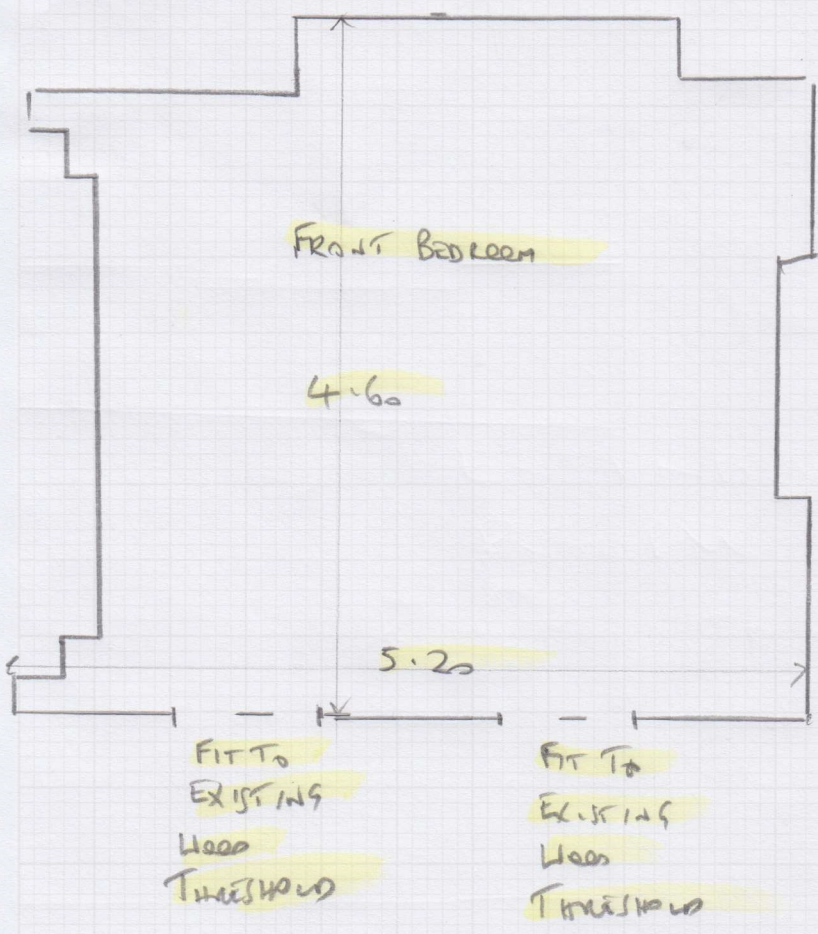 FRONT BEDROOM
4.60
5.20
FIT TO
EXISTING
WOOD
THRESHOLD
FIT TO
EXISTING
WOOD
THRESHOLD